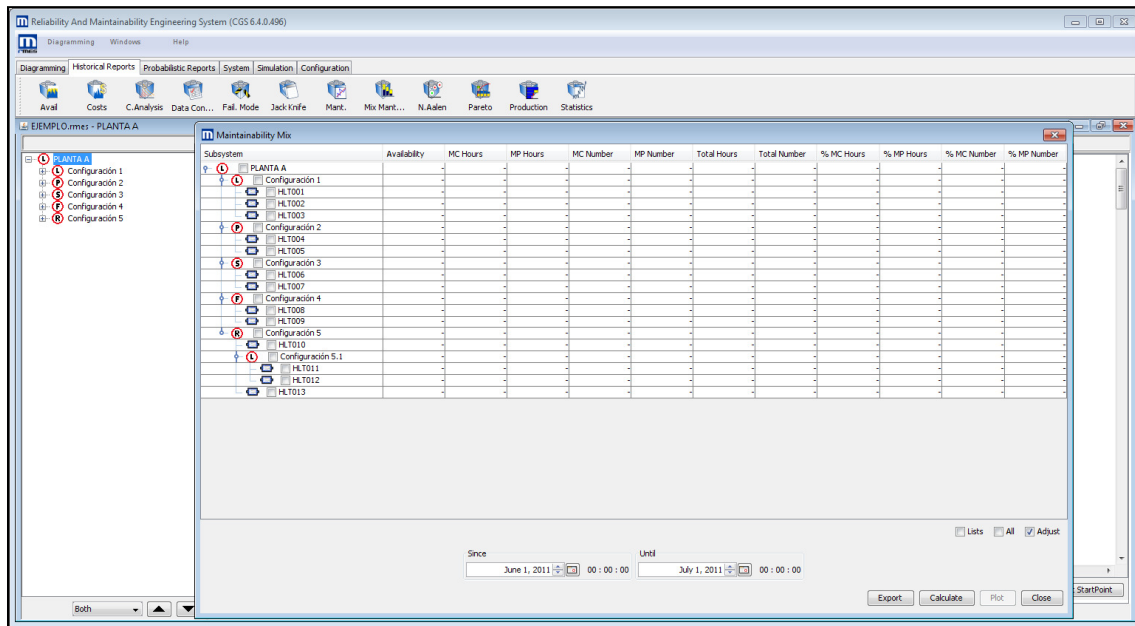 Reliability And Maintainability Engineering System (CGS 6.4.0.496)
Diagramming Windows Help
Diagramming Historical Reports Probabilistic Reports System Simulation Configuration
Avail Costs C.Analysis Data Con... Fail. Mode Jack Knife Mant. Mix Mant... N.Aalen Pareto Production Statistics
EJEMPLO.rmes - PLANTA A
PLANTA A
L Configuración 1
P Configuración 2
S Configuración 3
F Configuración 4
R Configuración 5
Maintainability Mix
Subsystem Availability MC Hours MP Hours MC Number MP Number Total Hours Total Number % MC Hours % MP Hours % MC Number % MP Number
L PLANTA A - - - - - - - - - - -
L Configuración 1 - - - - - - - - - - -
HLT001 - - - - - - - - - - -
HLT002 - - - - - - - - - - -
HLT003 - - - - - - - - - - -
P Configuración 2 - - - - - - - - - - -
HLT004 - - - - - - - - - - -
HLT005 - - - - - - - - - - -
S Configuración 3 - - - - - - - - - - -
HLT006 - - - - - - - - - - -
HLT007 - - - - - - - - - - -
F Configuración 4 - - - - - - - - - - -
HLT008 - - - - - - - - - - -
HLT009 - - - - - - - - - - -
R Configuración 5 - - - - - - - - - - -
HLT010 - - - - - - - - - - -
L Configuración 5.1 - - - - - - - - - - -
HLT011 - - - - - - - - - - -
HLT012 - - - - - - - - - - -
HLT013 - - - - - - - - - - -
Lists All Adjust
Since Until
June 1, 2011 00 : 00 : 00 July 1, 2011 00 : 00 : 00
Export Calculate Plot Close
Both
StartPoint